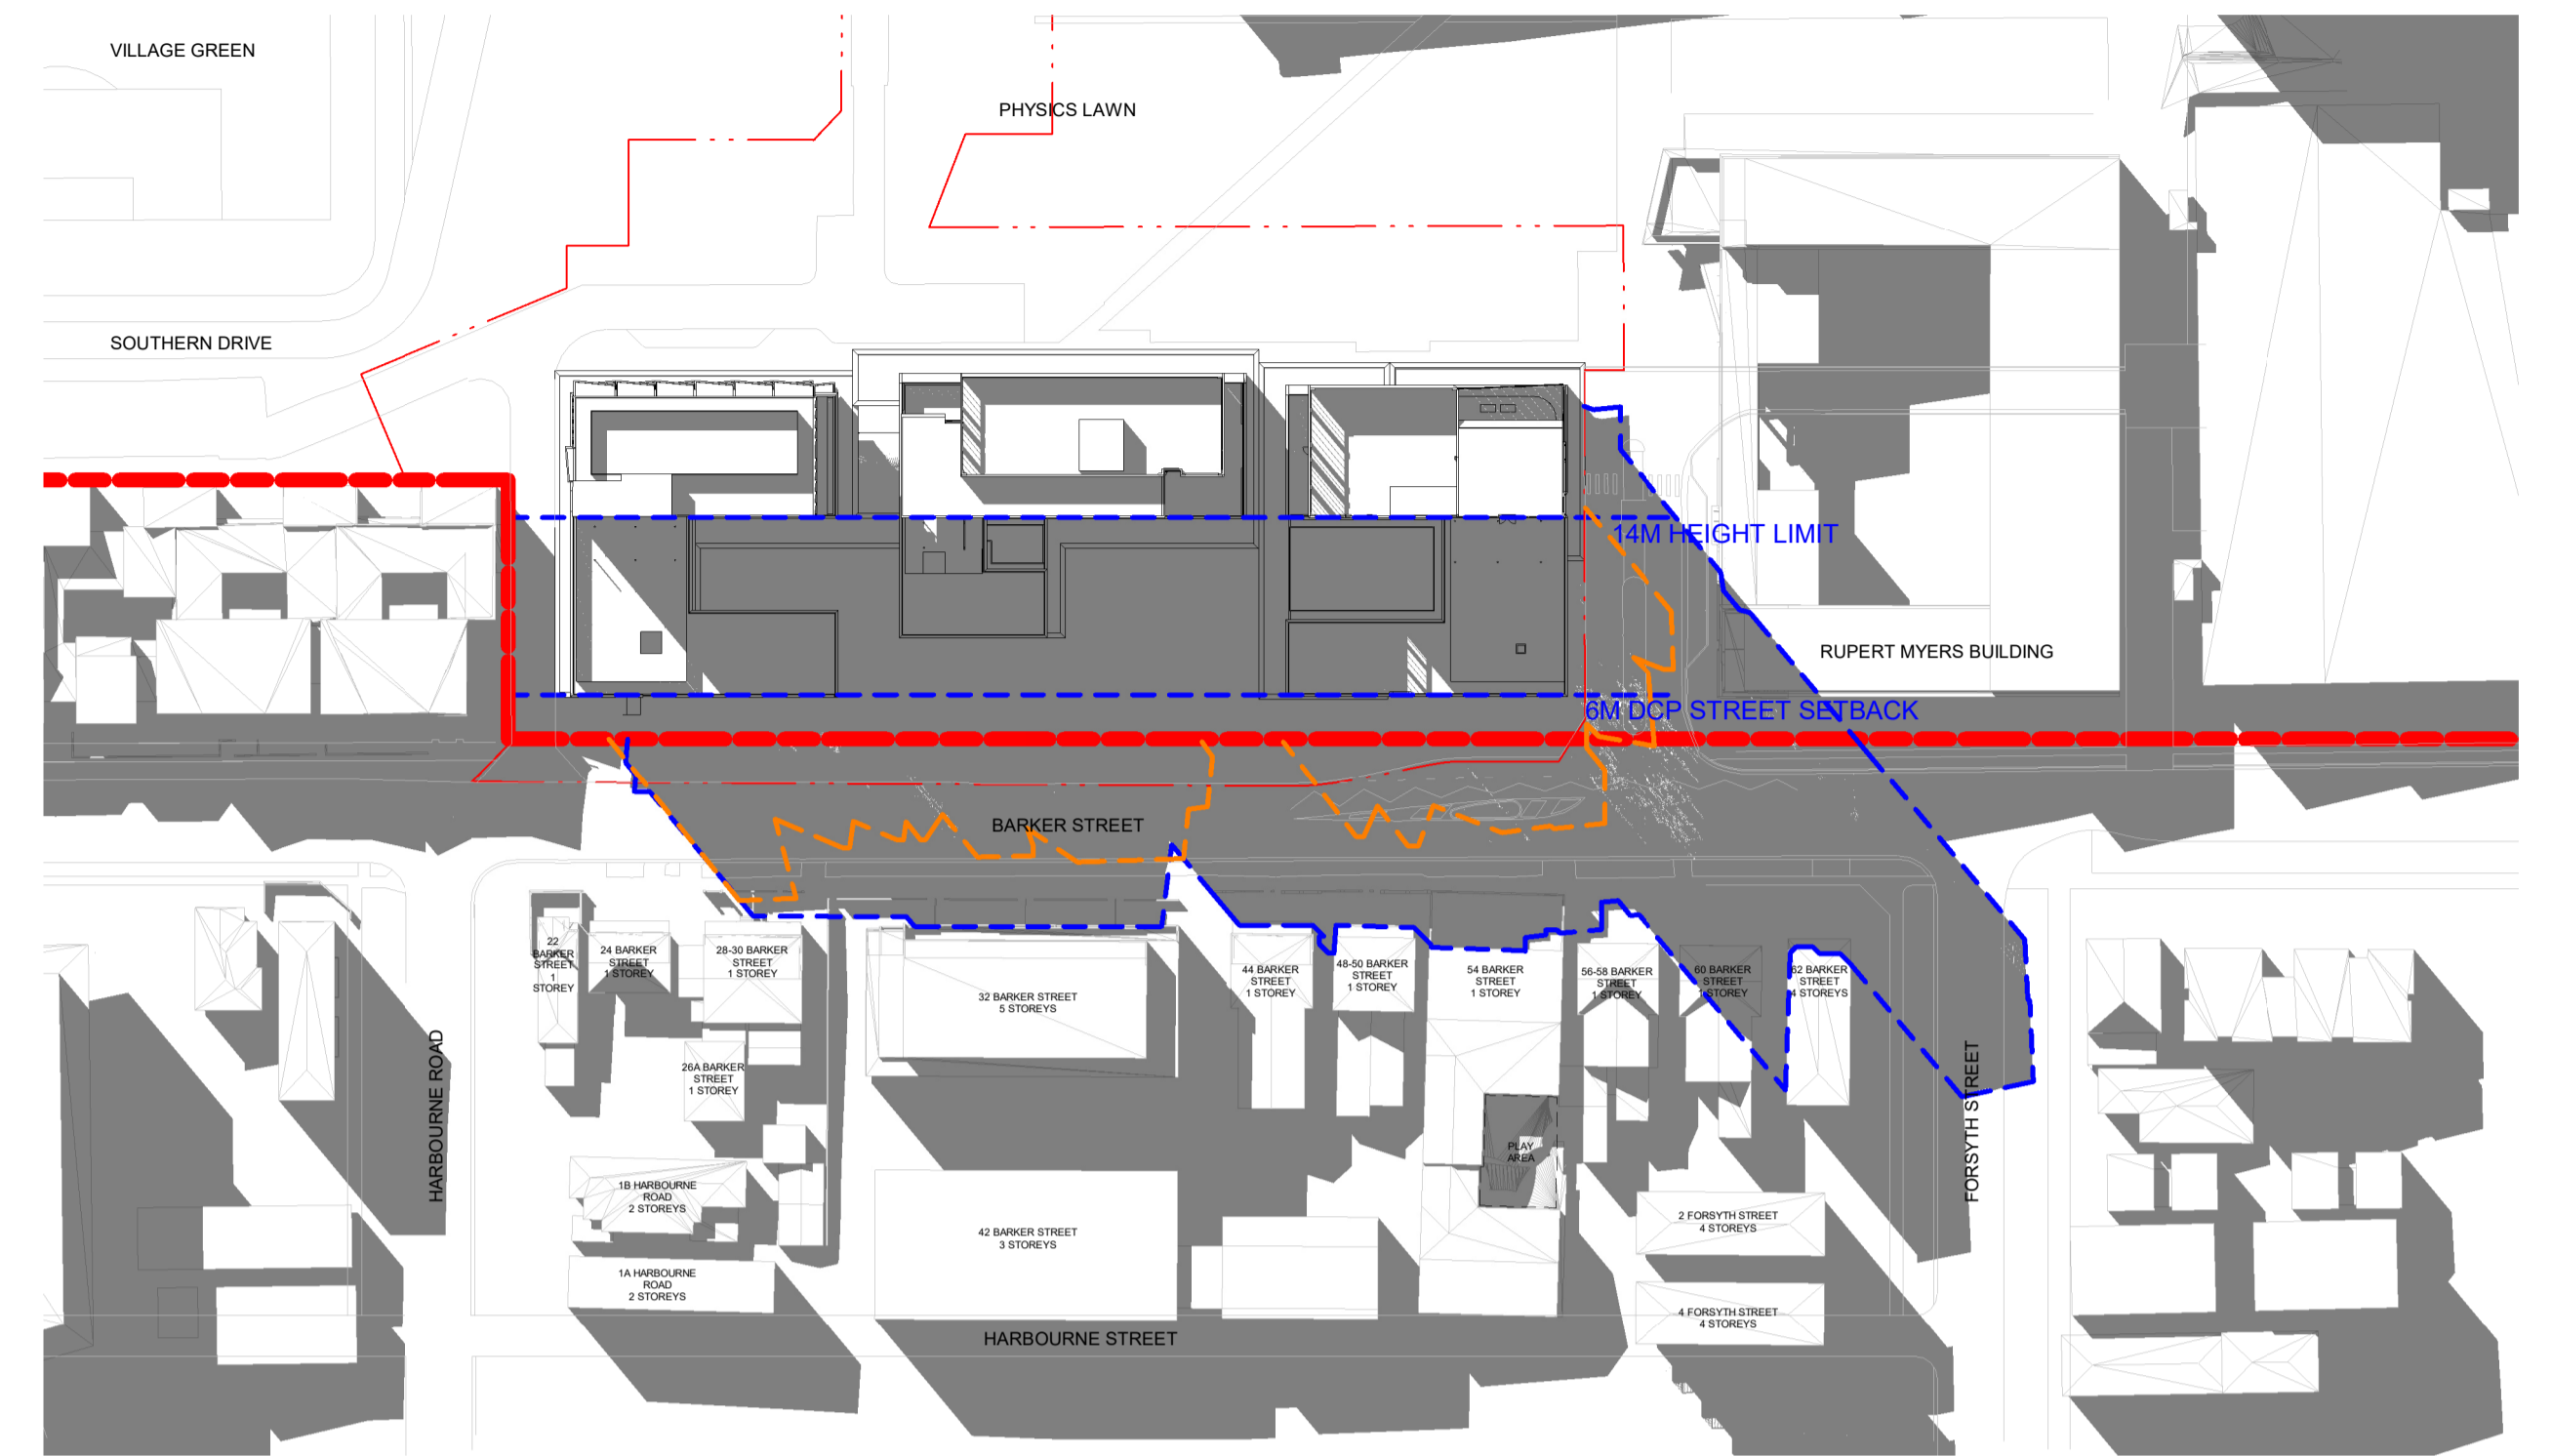 VILLAGE GREEN
PHYSICS LAWN
SOUTHERN DRIVE
14M HEIGHT LIMIT
RUPERT MYERS BUILDING
6M DCP STREET SETBACK
BARKER STREET
22
BARKER
STREET
1
STOREY
24 BARKER
STREET
1 STOREY
28-30 BARKER
STREET
1 STOREY
26A BARKER
STREET
1 STOREY
32 BARKER STREET
5 STOREYS
44 BARKER
STREET
1 STOREY
48-50 BARKER
STREET
1 STOREY
54 BARKER
STREET
1 STOREY
56-58 BARKER
STREET
1 STOREY
60 BARKER
STREET
1 STOREY
62 BARKER
STREET
4 STOREYS
HARBOURNE ROAD
FORSYTH STREET
PLAY
AREA
1B HARBOURNE
ROAD
2 STOREYS
42 BARKER STREET
3 STOREYS
2 FORSYTH STREET
4 STOREYS
1A HARBOURNE
ROAD
2 STOREYS
4 FORSYTH STREET
4 STOREYS
HARBOURNE STREET